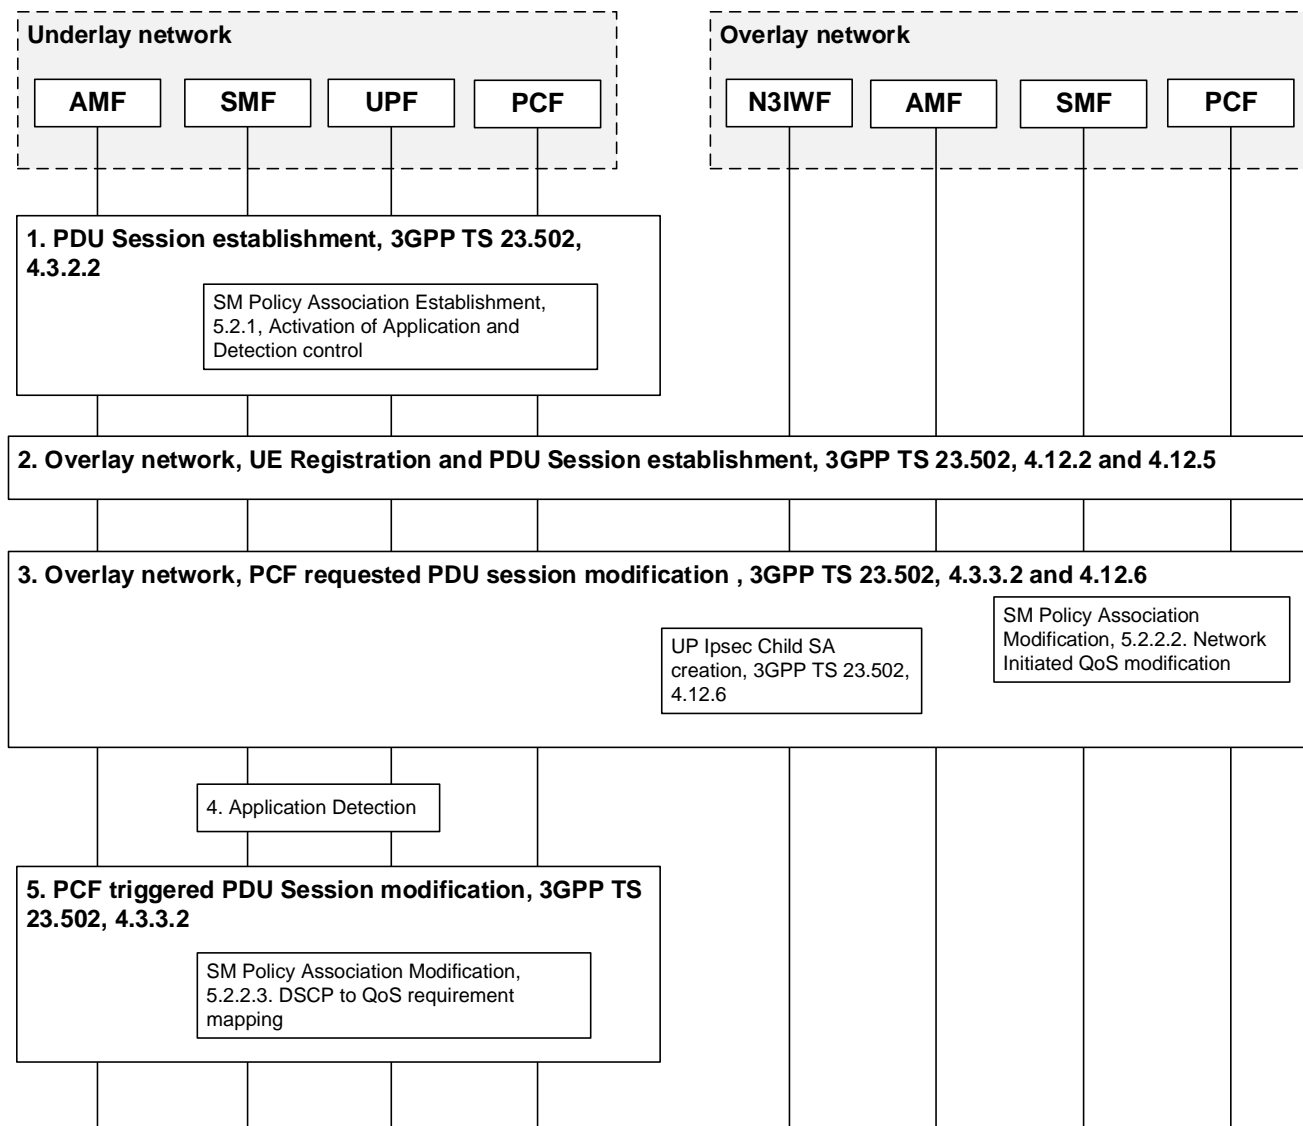 Underlay network
Overlay network
AMF
SMF
UPF
PCF
N3IWF
AMF
SMF
PCF
1. PDU Session establishment, 3GPP TS 23.502,
4.3.2.2
SM Policy Association Establishment,
5.2.1, Activation of Application and
Detection control
2. Overlay network, UE Registration and PDU Session establishment, 3GPP TS 23.502, 4.12.2 and 4.12.5
3. Overlay network, PCF requested PDU session modification , 3GPP TS 23.502, 4.3.3.2 and 4.12.6
SM Policy Association
Modification, 5.2.2.2. Network
Initiated QoS modification
UP Ipsec Child SA
creation, 3GPP TS 23.502,
4.12.6
4. Application Detection
5. PCF triggered PDU Session modification, 3GPP TS
23.502, 4.3.3.2
SM Policy Association Modification,
5.2.2.3. DSCP to QoS requirement
mapping